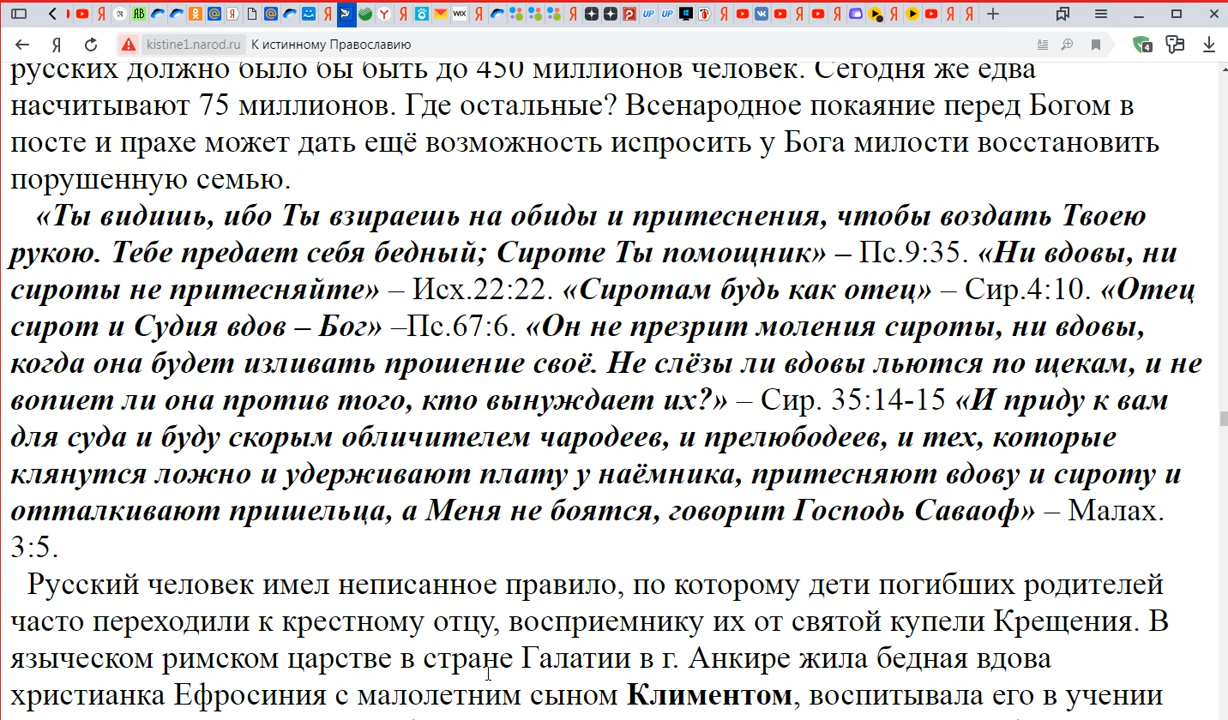 kistine1.narod.ru К истинному Православию
русских должно было бы быть до 450 миллионов человек. Сегодня же едва
насчитывают 75 миллионов. Где остальные? Всенародное покаяние перед Богом в
посте и прахе может дать ещё возможность испросить у Бога милости восстановить
порушенную семью.
«Ты видишь, ибо Ты взираешь на обиды и притеснения, чтобы воздать Твоею
рукою. Тебе предает себя бедный; Сироте Ты помощник» – Пс.9:35. «Ни вдовы, ни
сироты не притесняйте» – Исх.22:22. «Сиротам будь как отец» – Сир.4:10. «Отец
сирот и Судия вдов – Бог» –Пс.67:6. «Он не презрит моления сироты, ни вдовы,
когда она будет изливать прошение своё. Не слёзы ли вдовы льются по щекам, и не
вопиет ли она против того, кто вынуждает их?» – Сир. 35:14-15 «И приду к вам
для суда и буду скорым обличителем чародеев, и прелюбодеев, и тех, которые
клянутся ложно и удерживают плату у наёмника, притесняют вдову и сироту и
отталкивают пришельца, а Меня не боятся, говорит Господь Саваоф» – Малах.
3:5.
Русский человек имел неписанное правило, по которому дети погибших родителей
часто переходили к крестному отцу, восприемнику их от святой купели Крещения. В
языческом римском царстве в стране Галатии в г. Анкире жила бедная вдова
христианка Ефросиния с малолетним сыном Климентом, воспитывала его в учении